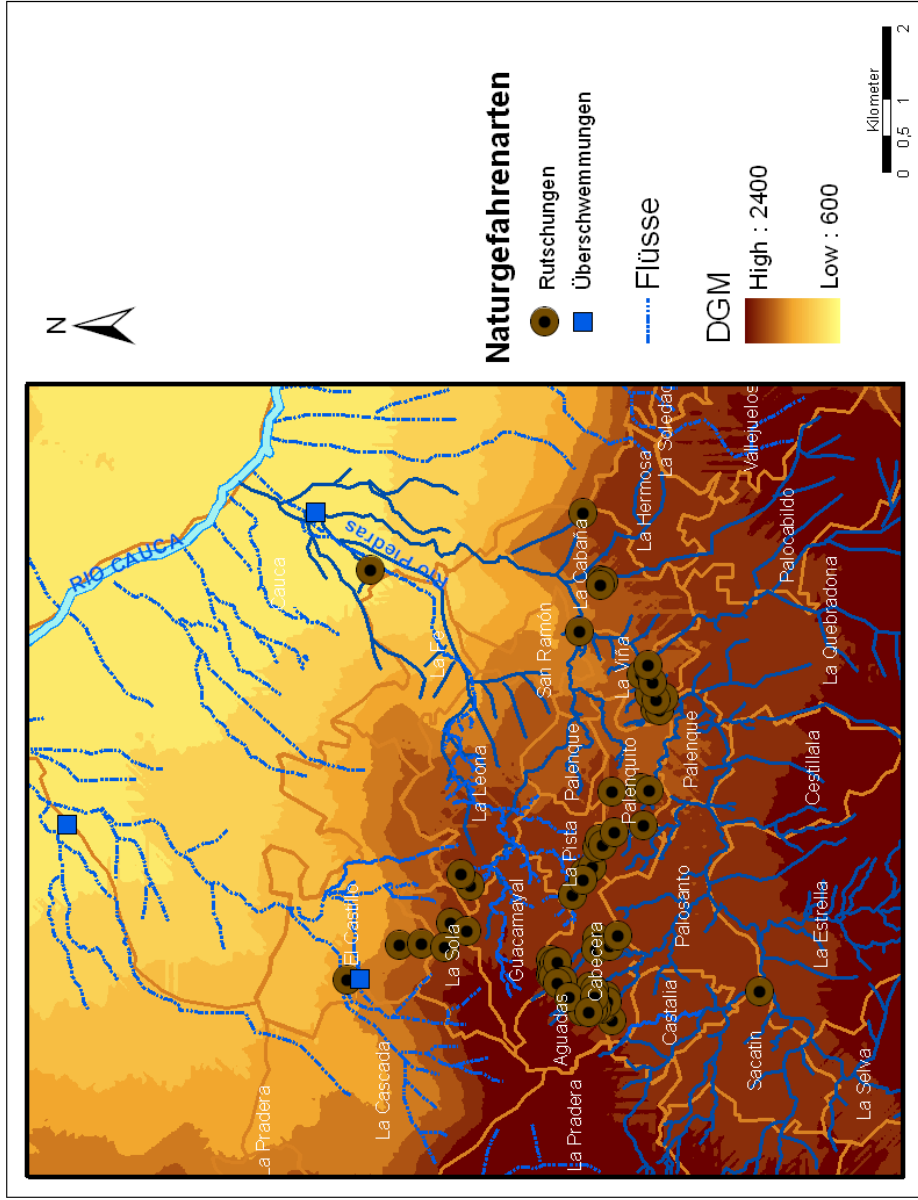 N
RIO CAUCA
La Pradera
Cauca
El Castillo
La Cascada
Rio Piedras
La Fe
La Sola
La Leona
Guacamayal
San Ramón
Aguadas
La Pista
Palenque
La Pradera
La Cabaña
Cabecera
La Viña
Palenquito
La Hermosa
La Soledad
Castalia
Palosanto
Palenque
Vallejuelos
Sacatín
Palocabildo
Cestillala
La Estrella
La Quebradona
La Selva
Naturgefahrenarten
Rutschungen
Überschwemmungen
Flüsse
DGM
High : 2400
Low : 600
Kilometer
0 0,5 1 2